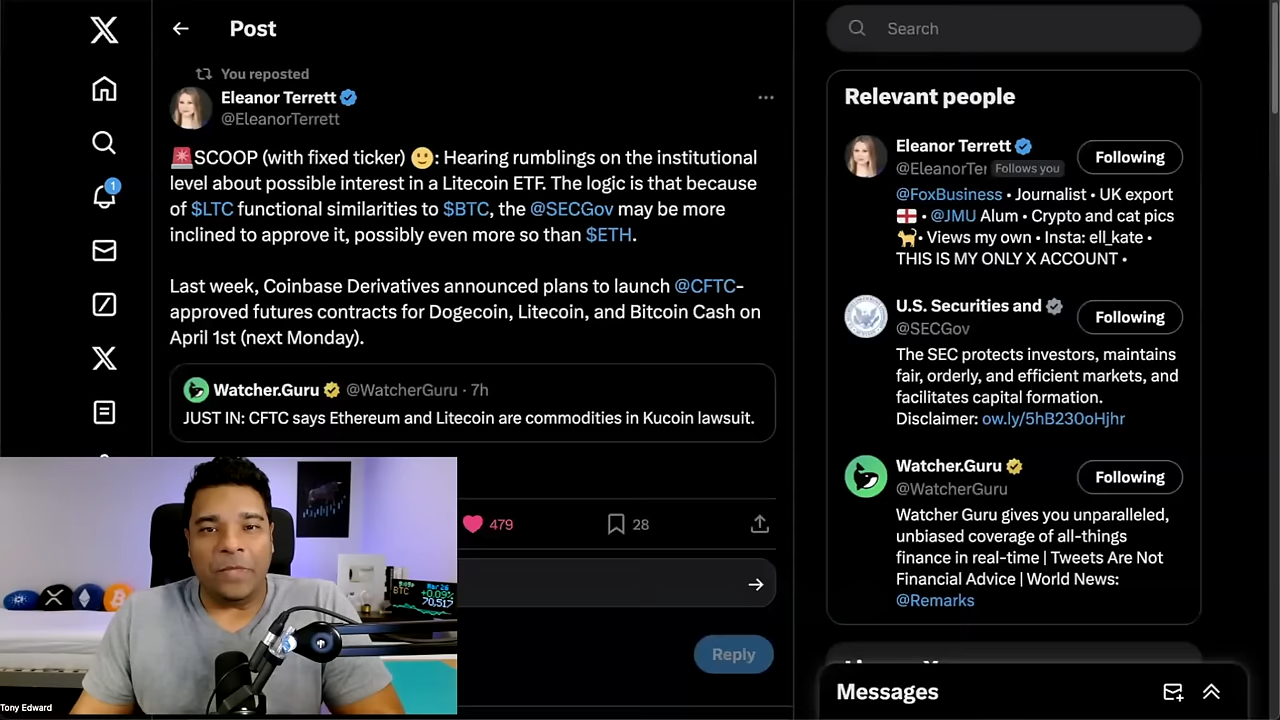 Post
Search
You reposted
Eleanor Terrett
@EleanorTerrett
🚨SCOOP (with fixed ticker) 🙂: Hearing rumblings on the institutional
level about possible interest in a Litecoin ETF. The logic is that because
of $LTC functional similarities to $BTC, the @SECGov may be more
inclined to approve it, possibly even more so than $ETH.
Last week, Coinbase Derivatives announced plans to launch @CFTC-
approved futures contracts for Dogecoin, Litecoin, and Bitcoin Cash on
April 1st (next Monday).
Watcher.Guru @WatcherGuru · 7h
JUST IN: CFTC says Ethereum and Litecoin are commodities in Kucoin lawsuit.
479
28
Reply
1
Relevant people
Eleanor Terrett
@EleanorTer Follows you
Following
@FoxBusiness • Journalist • UK export
🏴󠁧󠁢󠁥󠁮󠁧󠁿 • @JMU Alum • Crypto and cat pics
🐈• Views my own • Insta: ell_kate •
THIS IS MY ONLY X ACCOUNT •
U.S. Securities and
@SECGov
Following
The SEC protects investors, maintains
fair, orderly, and efficient markets, and
facilitates capital formation.
Disclaimer: ow.ly/5hB230oHjhr
Watcher.Guru
@WatcherGuru
Following
Watcher Guru gives you unparalleled,
unbiased coverage of all-things
finance in real-time | Tweets Are Not
Financial Advice | World News:
@Remarks
Messages
BTC
+0.09%
70,517
Tony Edward